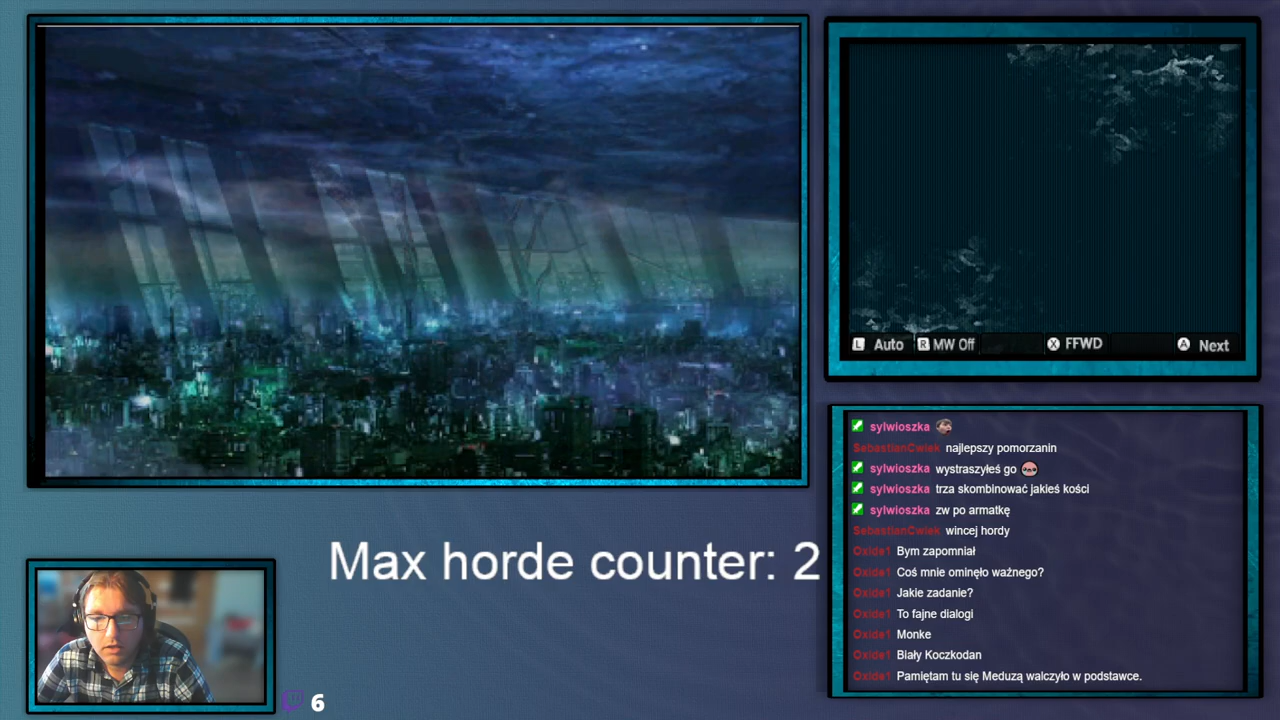 L Auto R MW Off X FFWD A Next
sylwioszka
SebastianCwiek najlepszy pomorzanin
sylwioszka wystraszyłeś go
sylwioszka trza skombinować jakieś kości
sylwioszka zw po armatkę
SebastianCwiek wincej hordy
Oxide1 Bym zapomniał
Oxide1 Coś mnie ominęło ważnego?
Oxide1 Jakie zadanie?
Oxide1 To fajne dialogi
Oxide1 Monke
Oxide1 Biały Koczkodan
Oxide1 Pamiętam tu się Meduzą walczyło w podstawce.
Max horde counter: 2
6